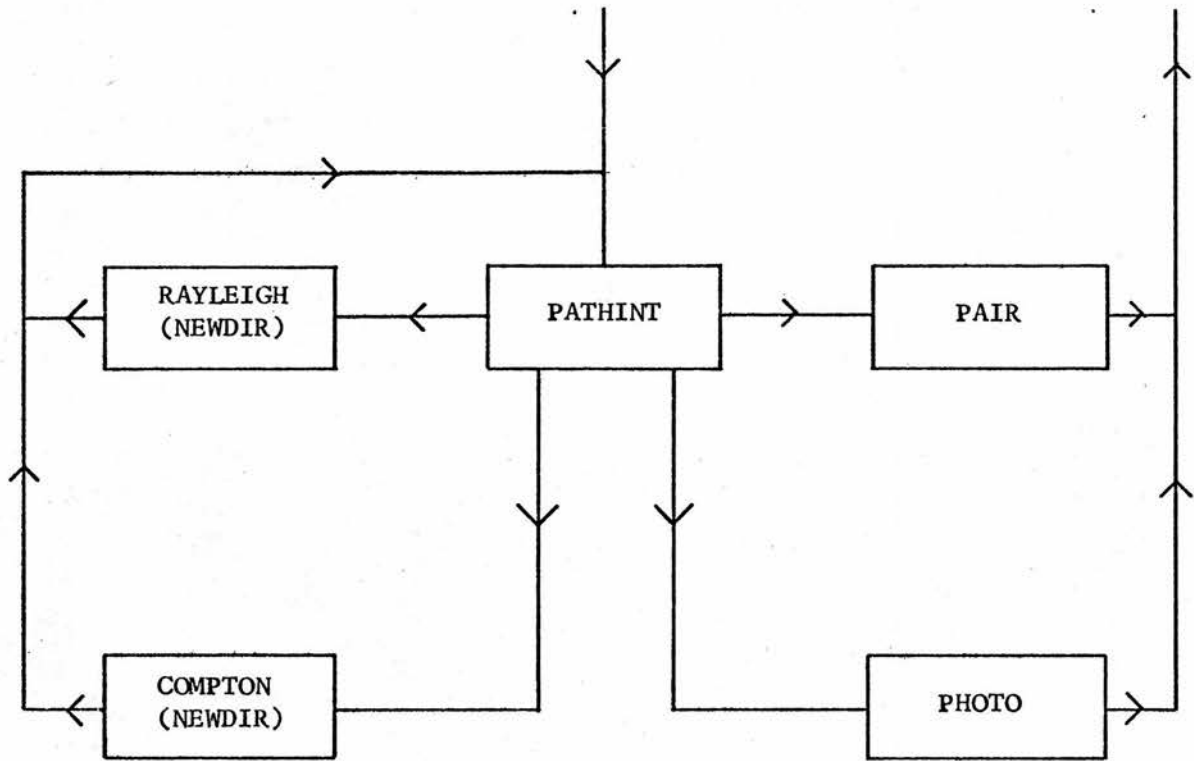 RAYLEIGH
(NEWDIR)
PATHINT
PAIR
COMPTON
(NEWDIR)
PHOTO